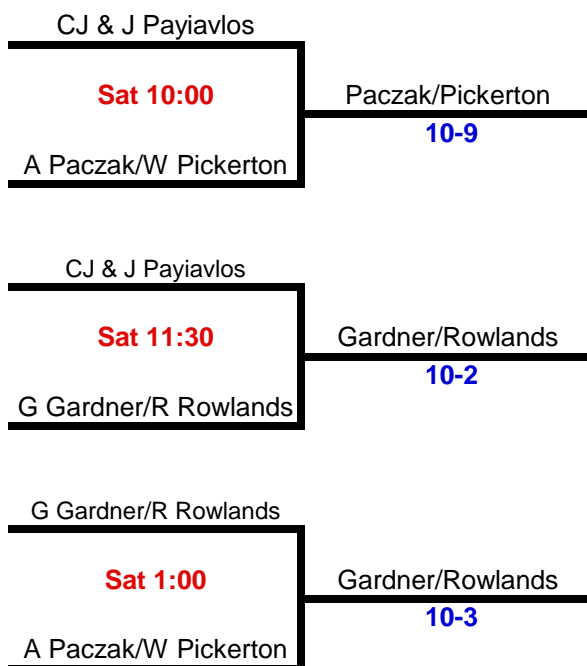 CJ & J Payiavlos
Sat 10:00
Paczak/Pickerton
10-9
A Paczak/W Pickerton
CJ & J Payiavlos
Sat 11:30
Gardner/Rowlands
10-2
G Gardner/R Rowlands
G Gardner/R Rowlands
Sat 1:00
Gardner/Rowlands
10-3
A Paczak/W Pickerton